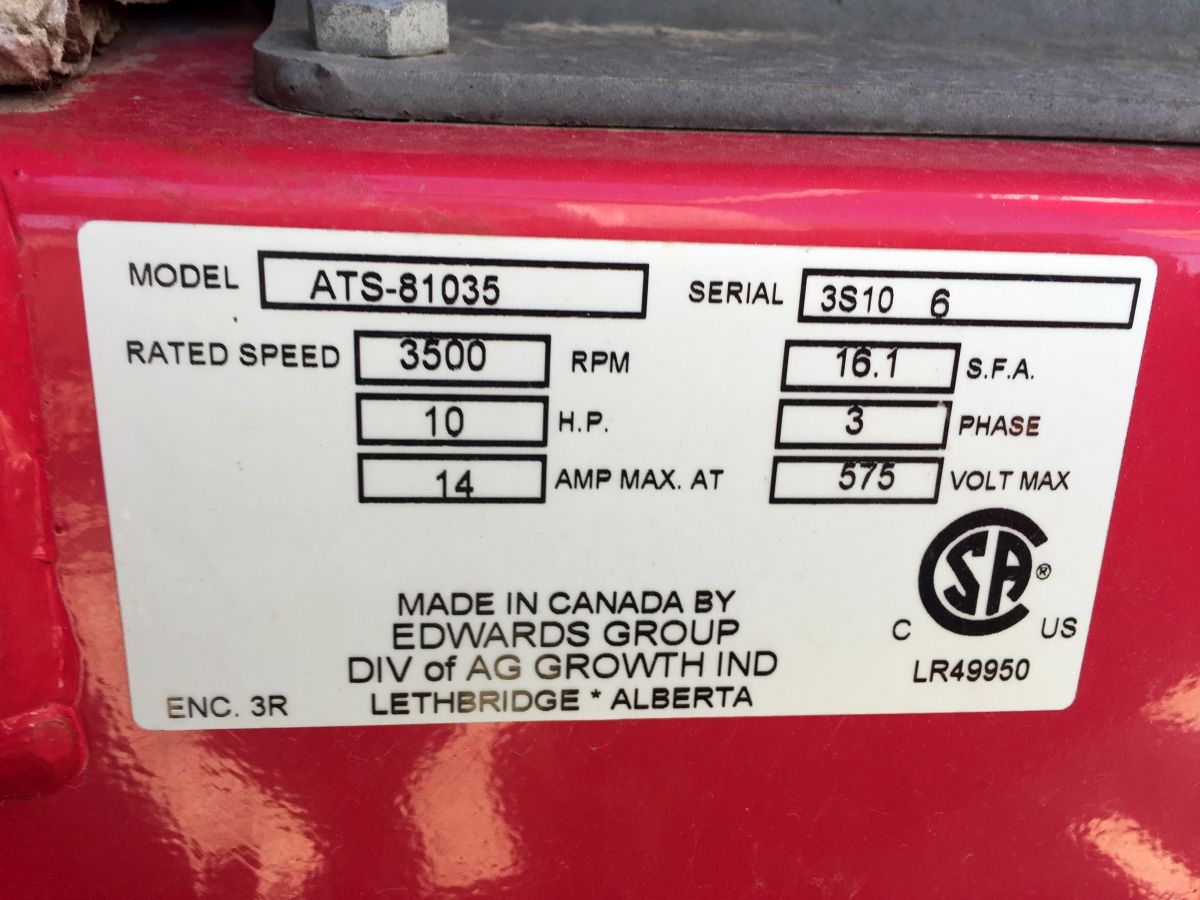 MODEL ATS-81035 SERIAL 3S10 6
RATED SPEED 3500 RPM 16.1 S.F.A.
10 H.P. 3 PHASE
14 AMP MAX. AT 575 VOLT MAX
SA ®
C US
MADE IN CANADA BY
EDWARDS GROUP
DIV of AG GROWTH IND
LETHBRIDGE * ALBERTA
LR49950
ENC. 3R